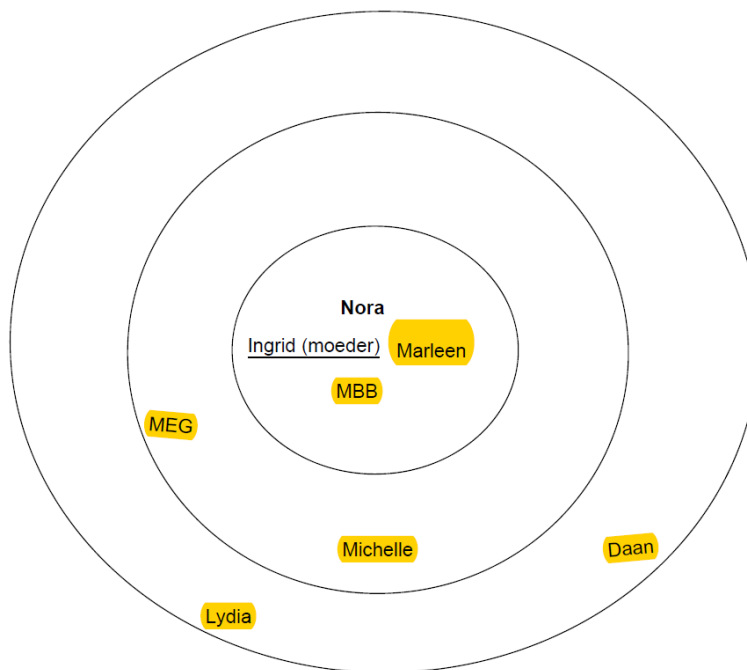 Nora
Ingrid (moeder) Marleen
MBB
MEG
Michelle
Daan
Lydia